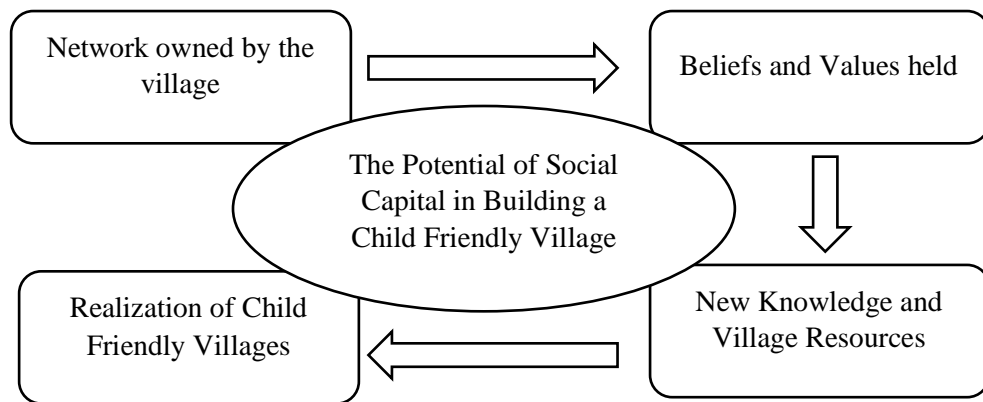 Network owned by the
village
Beliefs and Values held
The Potential of Social
Capital in Building a
Child Friendly Village
Realization of Child
Friendly Villages
New Knowledge and
Village Resources